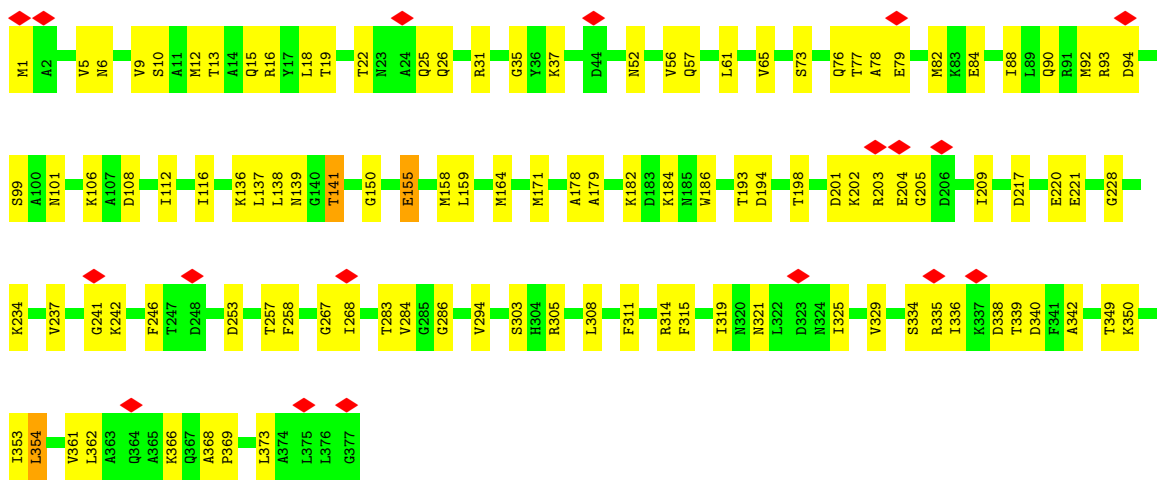 M1 A2 V5 N6 V9 S10 A11 M12 T13 A14 Q15 R16 Y17 L18 T19 T22 N23 A24 Q25 Q26 R31 G35 Y36 K37 D44 N52 V56 Q57 L61 V65 S73 Q76 T77 A78 E79 M82 K83 E84 I88 L89 Q90 R91 M92 R93 D94
S99 A100 N101 K106 A107 D108 I112 I116 K136 L137 L138 N139 G140 T141 G150 E155 M158 L159 M164 M171 A178 A179 K182 D183 K184 N185 W186 T193 D194 T198 D201 K202 R203 E204 G205 D206 I209 D217 E220 E221 G228
K234 V237 G241 K242 F246 T247 D248 D253 T257 F258 G267 I268 T283 V284 G285 G286 V294 S303 H304 R305 L308 F311 R314 F315 I319 N320 N321 L322 D323 N324 I325 V329 S334 R335 I336 K337 D338 T339 D340 F341 A342 T349 K350
I353 L354 V361 L362 A363 Q364 A365 K366 Q367 A368 P369 L373 A374 L375 L376 G377